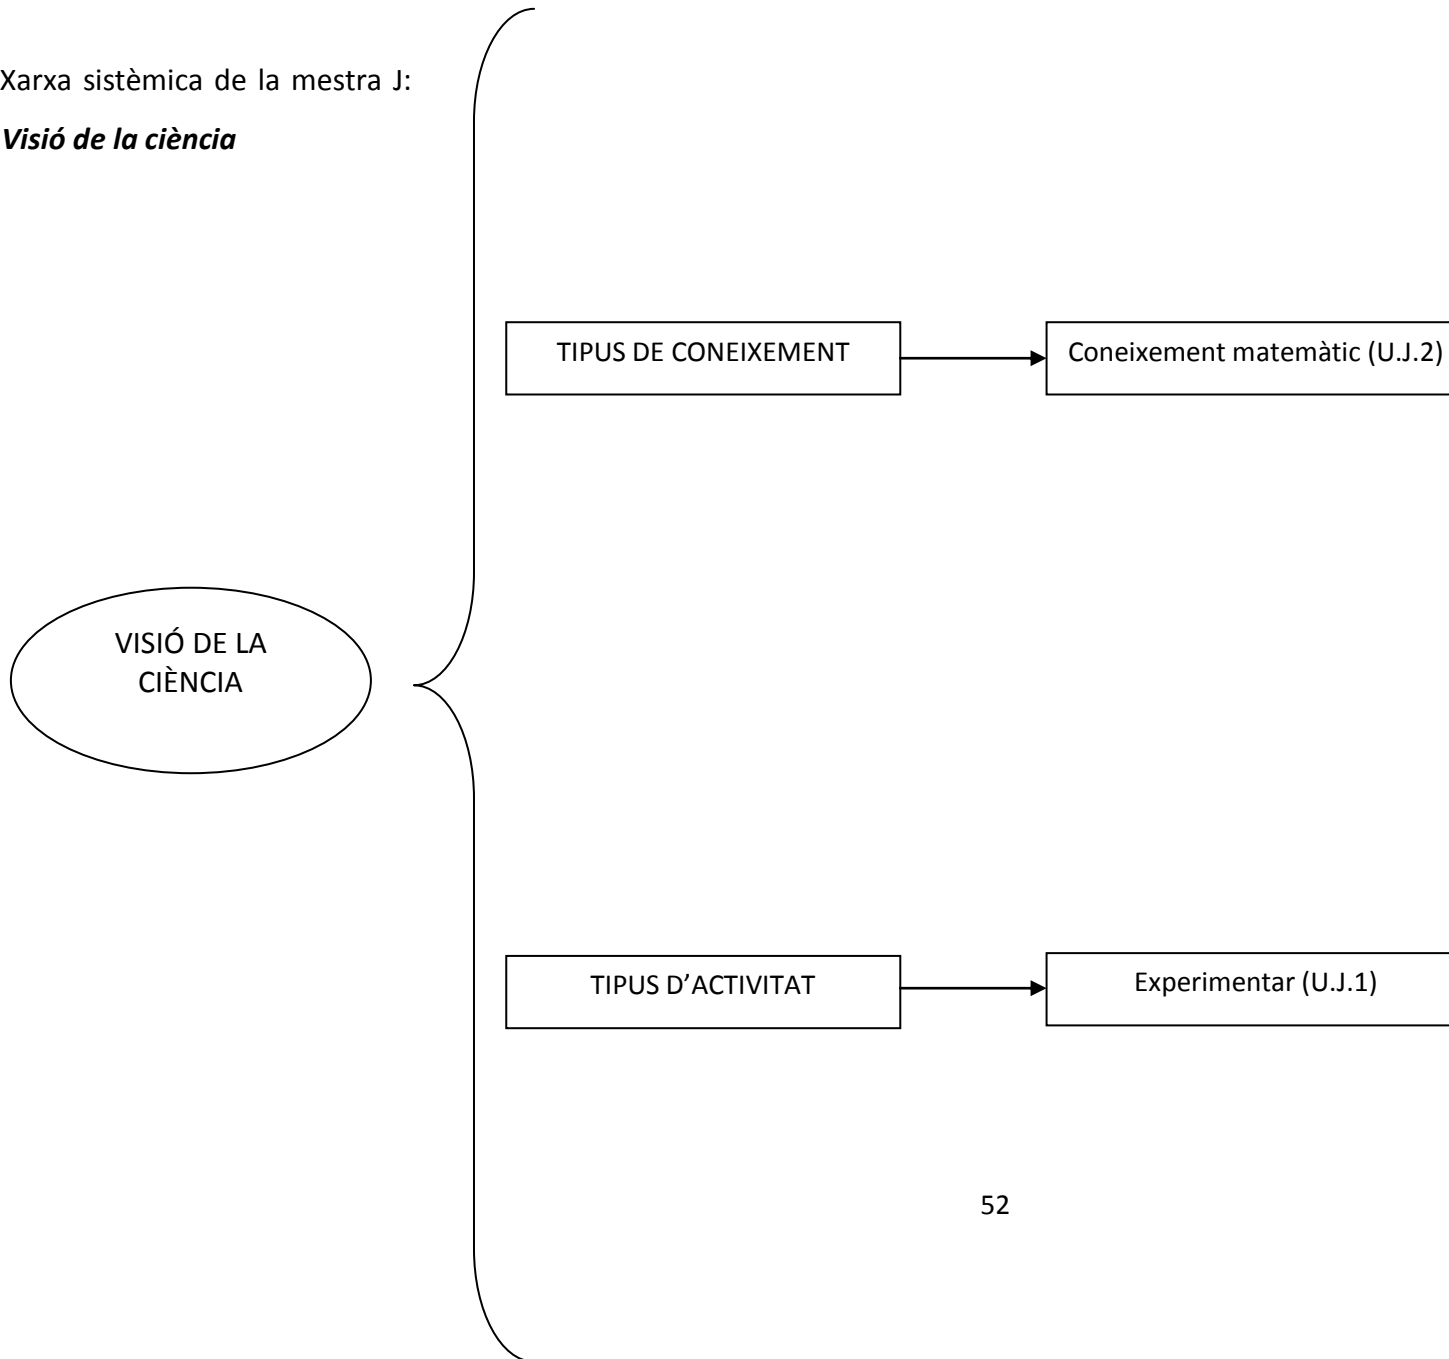 Xarxa sistèmica de la mestra J:
Visió de la ciència
TIPUS DE CONEIXEMENT
Coneixement matemàtic (U.J.2)
VISIÓ DE LA
CIÈNCIA
TIPUS D’ACTIVITAT
Experimentar (U.J.1)
52